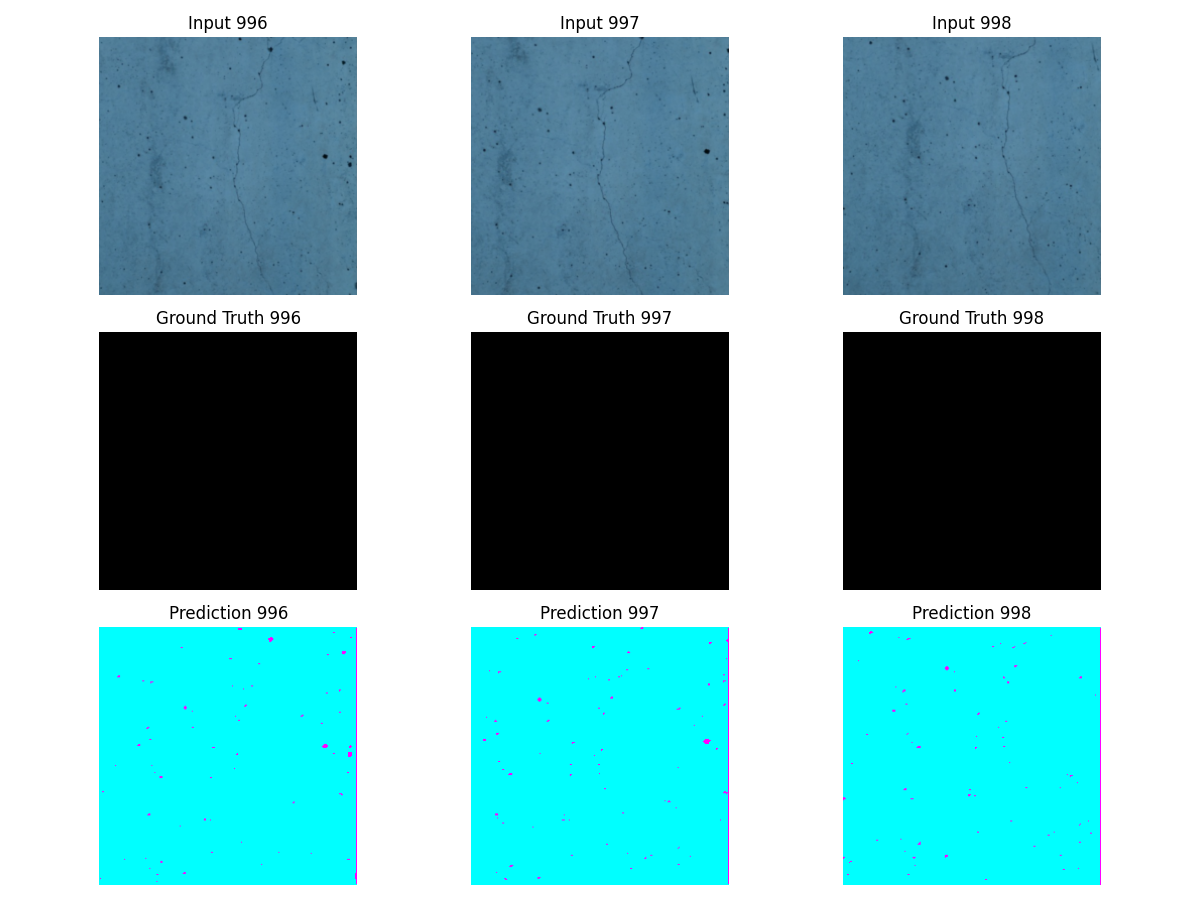 Input 996
Input 997
Input 998
Ground Truth 996
Ground Truth 997
Ground Truth 998
Prediction 996
Prediction 997
Prediction 998